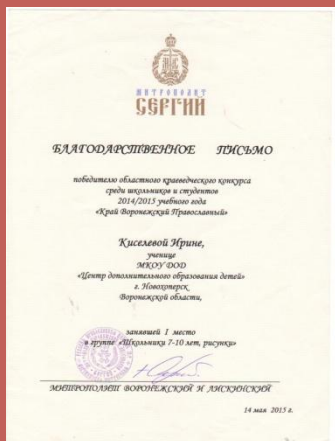 МИТРОПОЛИТ
СЕРГИЙ
БЛАГОДАРСТВЕННОЕ ПИСЬМО
победителю областного краеведческого конкурса
среди школьников и студентов
2014/2015 учебного года
«Край Воронежский Православный»
Киселевой Ирине,
ученице
МКОУ DOD
«Центр дополнительного образования детей»
г. Новохоперск
Воронежской области,
занявшей 1 место
в группе «Школьники 7-10 лет, рисунки»
МИТРОПОЛИТ ВОРОНЕЖСКИЙ И ЛИСКИНСКИЙ
14 мая 2015 г.